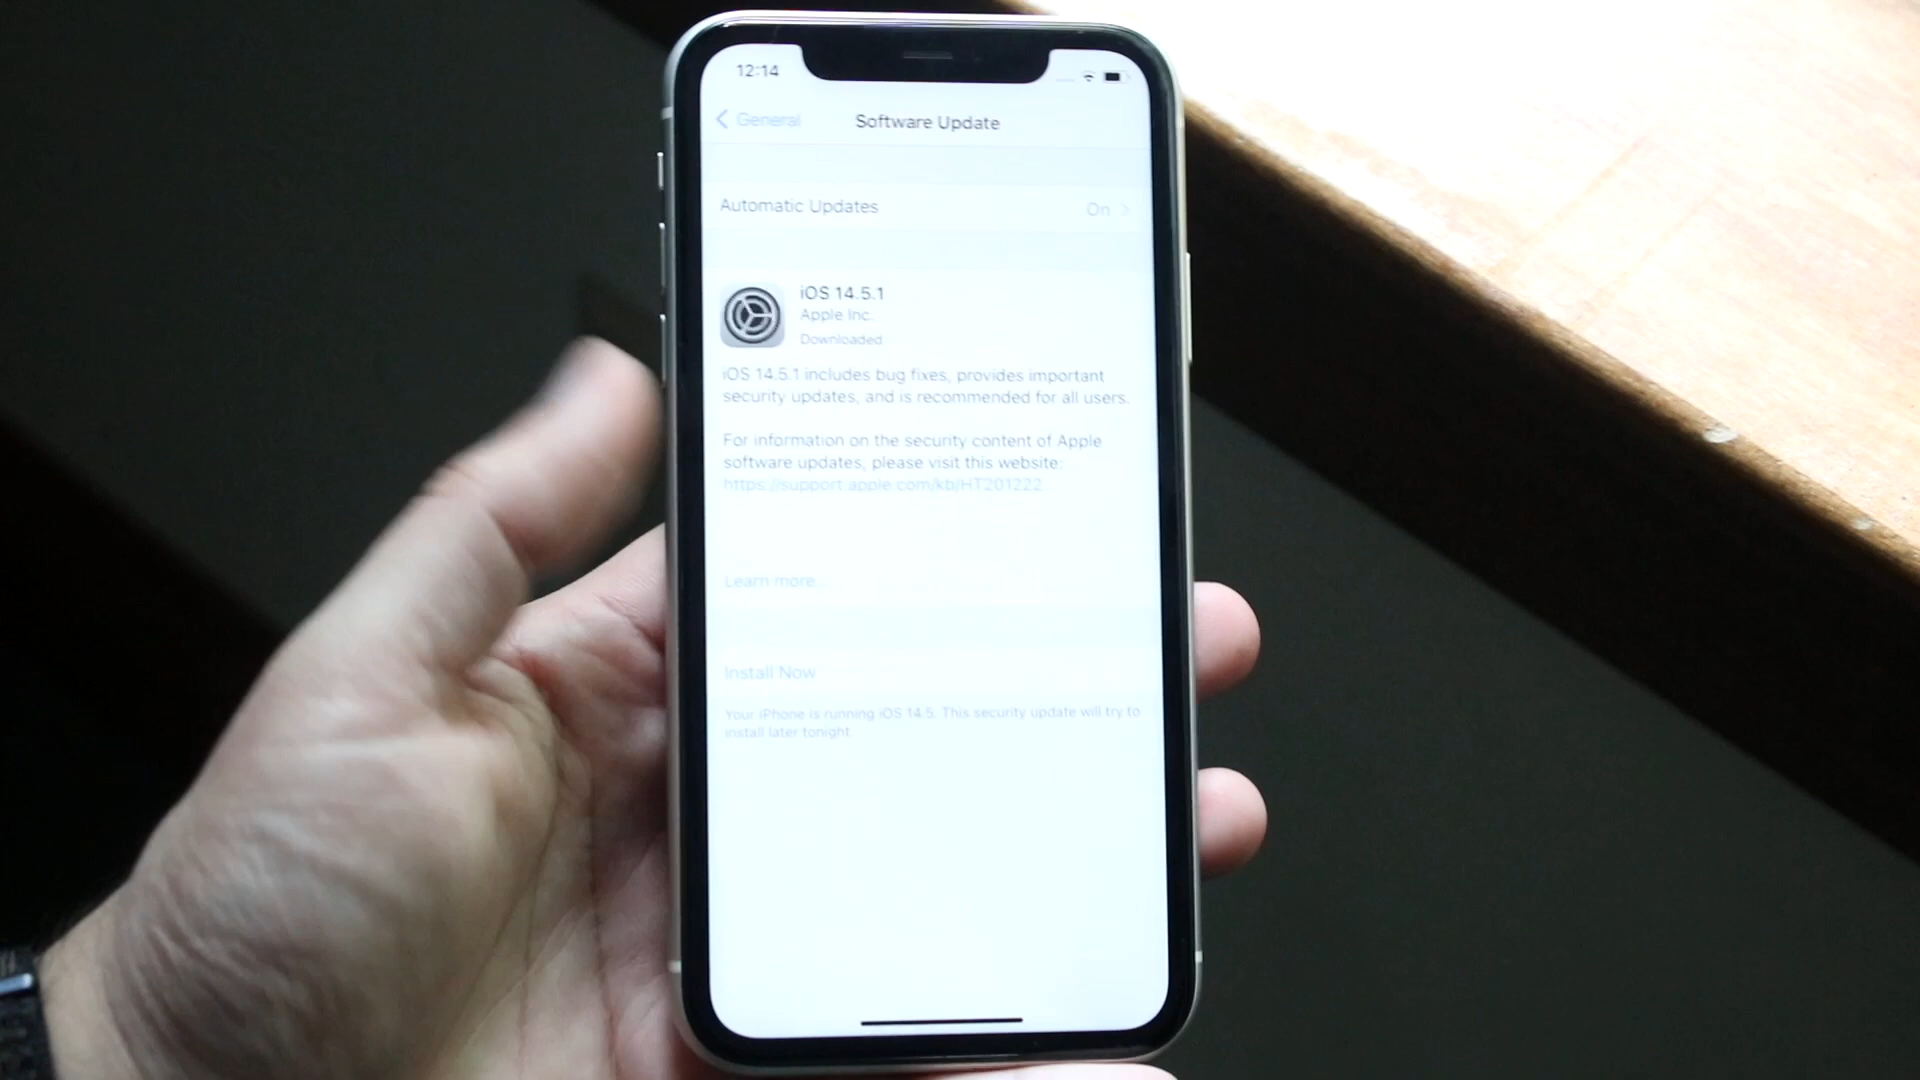 12:14
General
Software Update
Automatic Updates
On
iOS 14.5.1
Apple Inc.
Downloaded
iOS 14.5.1 includes bug fixes, provides important
security updates, and is recommended for all users.
For information on the security content of Apple
software updates, please visit this website:
https://support.apple.com/kb/HT201222
Learn more...
Install Now
Your iPhone is running iOS 14.5. This security update will try to
install later tonight.